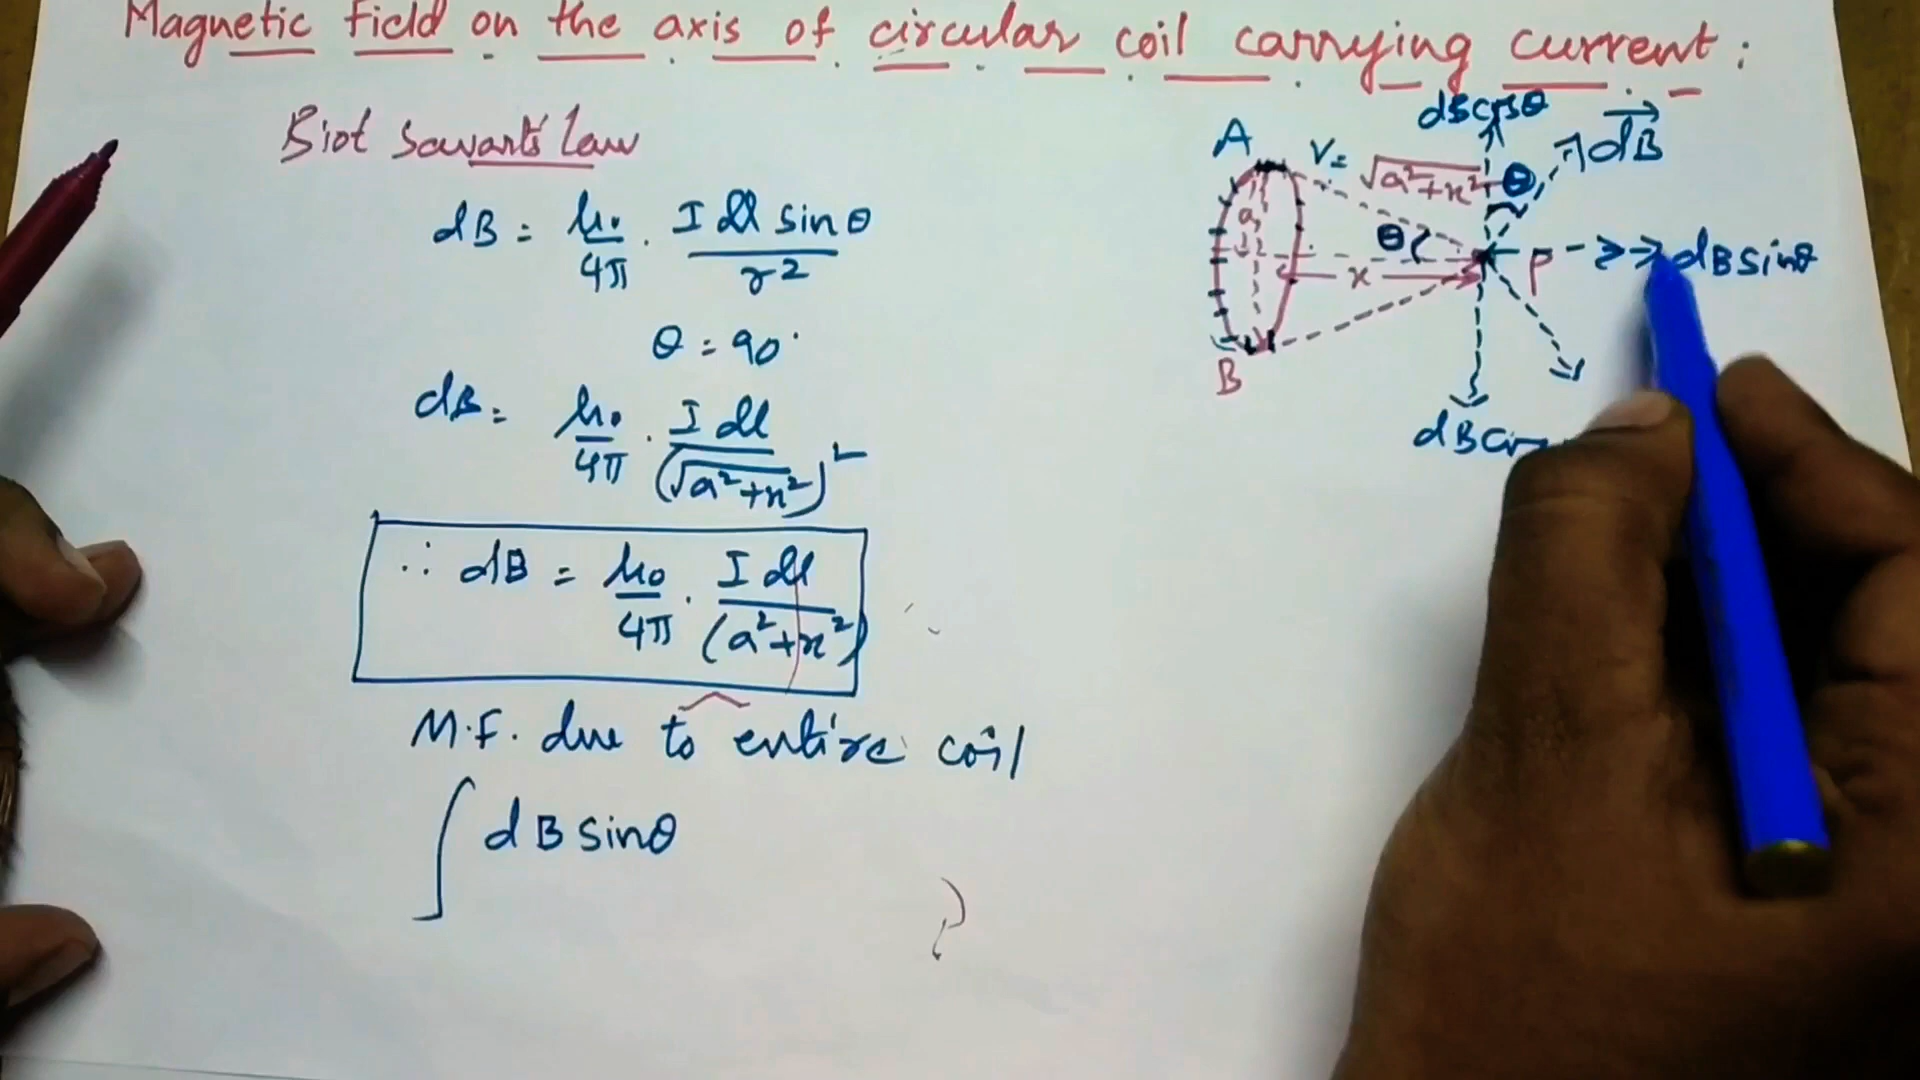 Magnetic field on the axis of circular coil carrying current :
Biot Savart's Law
dB = μ₀/4π . I dl sinθ / r²
θ = 90°
dB = μ₀/4π . I dl / (√a²+x²)²
∴ dB = μ₀/4π . I dl / (a²+x²)
M.F. due to entire coil
∫ dB sinθ
dB cosθ
dB
A
r = √a²+x²
θ
a
θ
x
P
dB sinθ
B